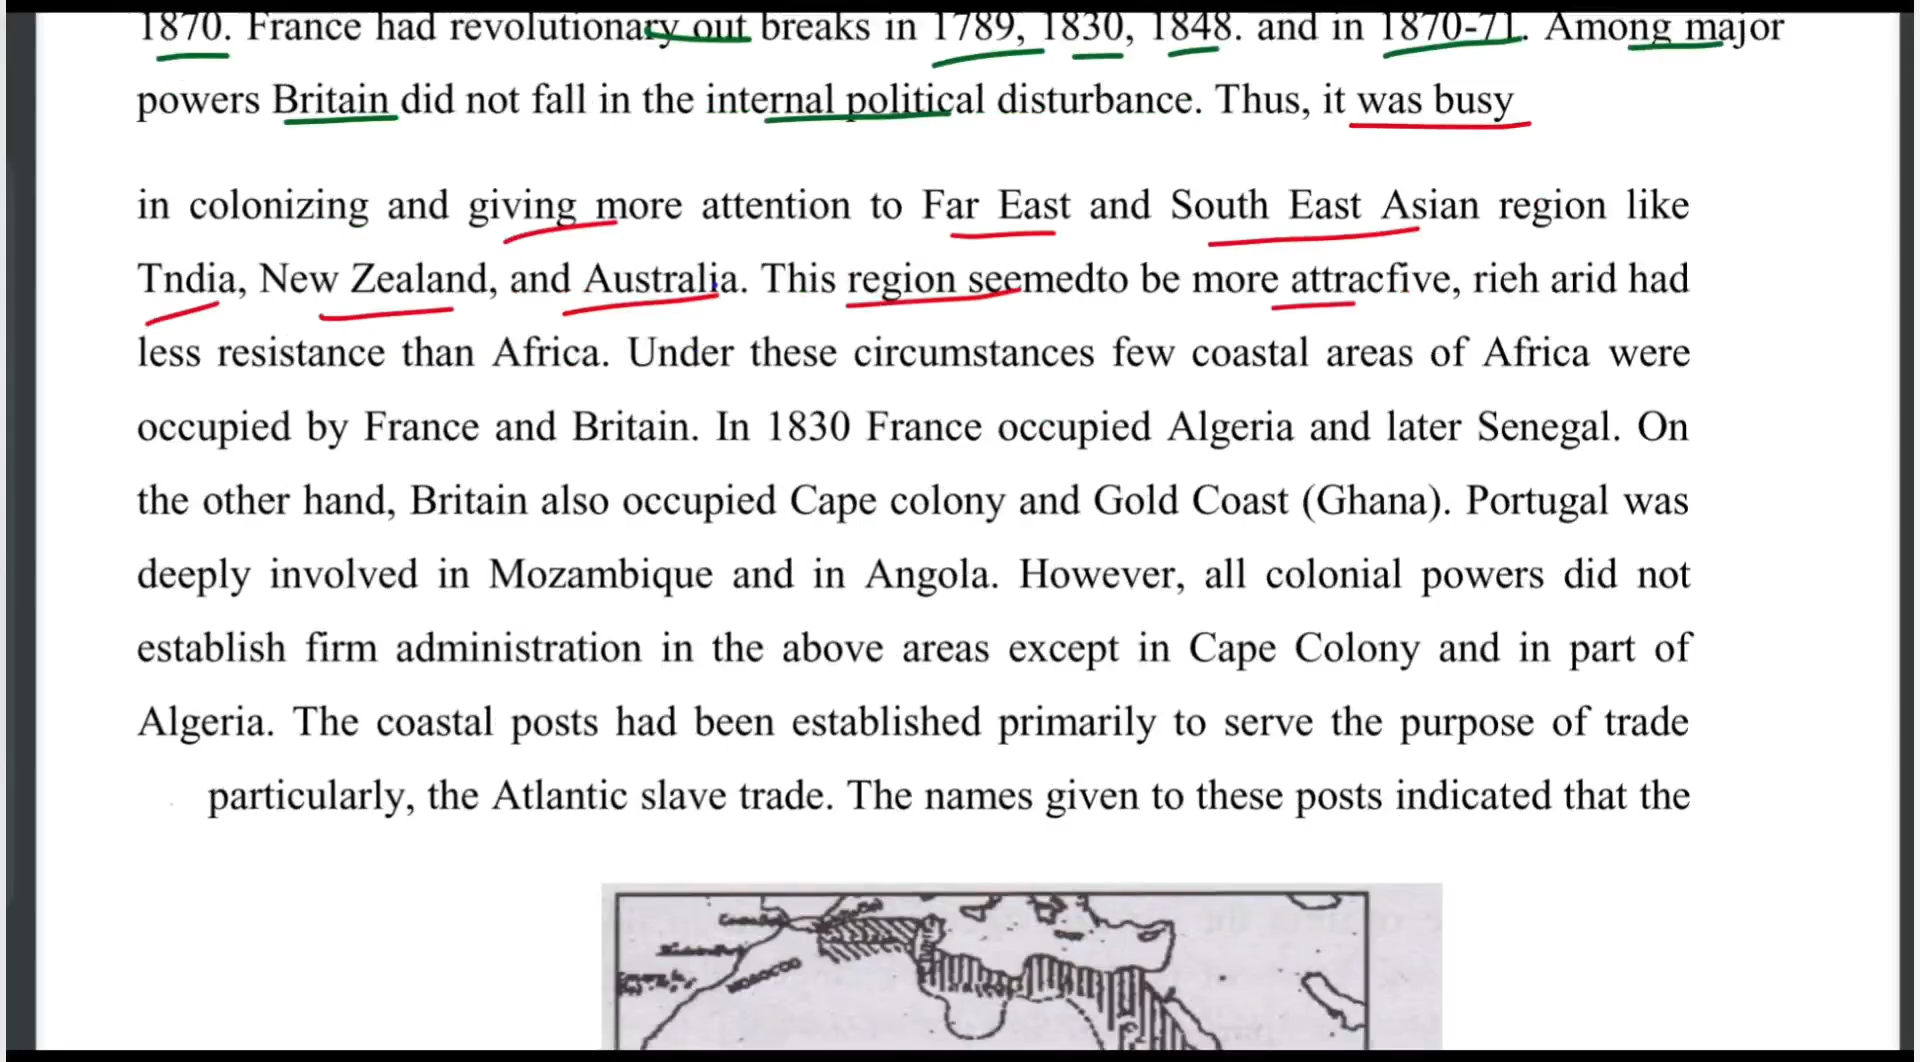 1870. France had revolutionary out breaks in 1789, 1830, 1848. and in 1870-71. Among major
powers Britain did not fall in the internal political disturbance. Thus, it was busy
in colonizing and giving more attention to Far East and South East Asian region like
Tndia, New Zealand, and Australia. This region seemedto be more attracfive, rieh arid had
less resistance than Africa. Under these circumstances few coastal areas of Africa were
occupied by France and Britain. In 1830 France occupied Algeria and later Senegal. On
the other hand, Britain also occupied Cape colony and Gold Coast (Ghana). Portugal was
deeply involved in Mozambique and in Angola. However, all colonial powers did not
establish firm administration in the above areas except in Cape Colony and in part of
Algeria. The coastal posts had been established primarily to serve the purpose of trade
particularly, the Atlantic slave trade. The names given to these posts indicated that the
MOROCCO